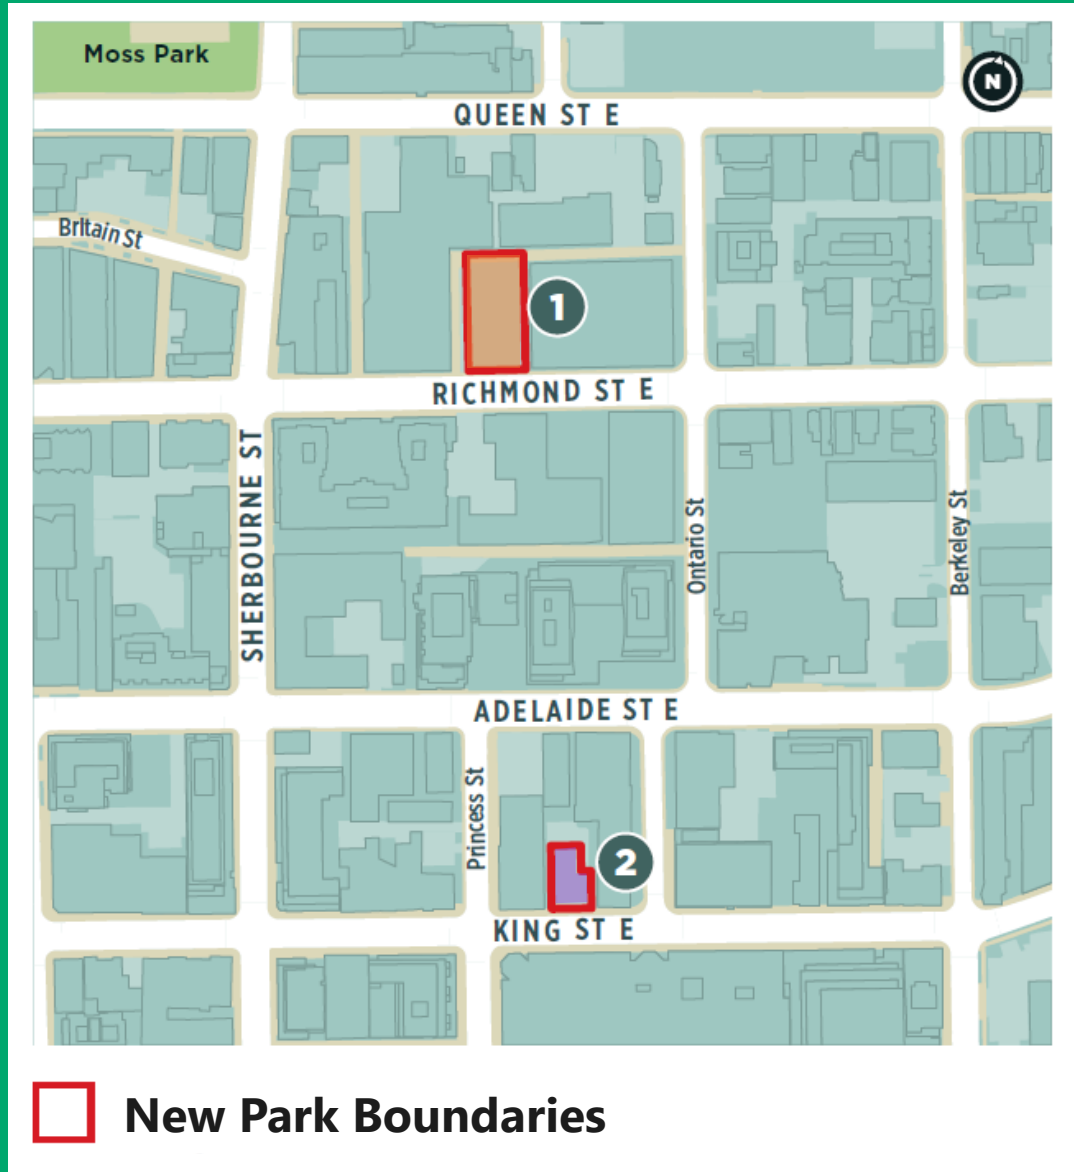 Moss Park
N
QUEEN ST E
Britain St
1
RICHMOND ST E
SHERBOURNE ST
Ontario St
Berkeley St
ADELAIDE ST E
Princess St
2
KING ST E
New Park Boundaries